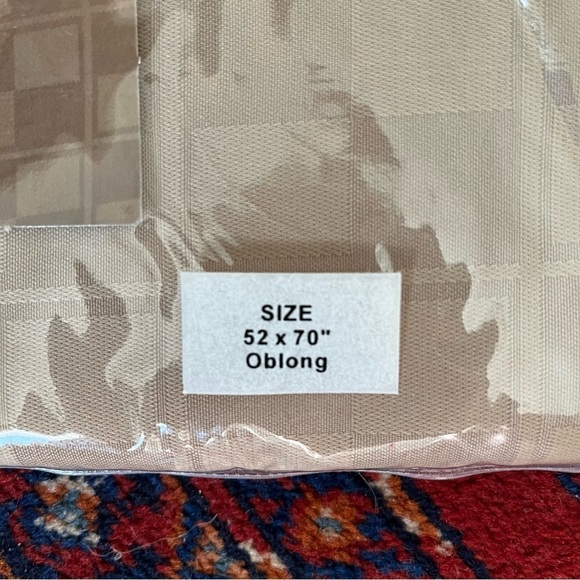 SIZE
52 x 70"
Oblong